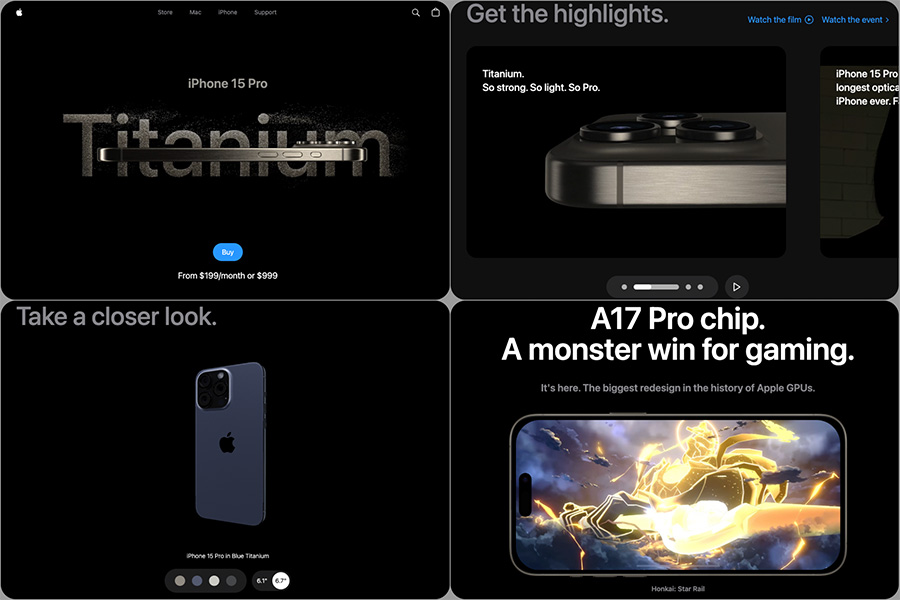 Store Mac iPhone Support
iPhone 15 Pro
Titanium
Buy
From $199/month or $999
Get the highlights.
Watch the film
Watch the event
Titanium.
So strong. So light. So Pro.
iPhone 15 Pro
longest optica
iPhone ever. F
Take a closer look.
iPhone 15 Pro in Blue Titanium
6.1" 6.7"
A17 Pro chip.
A monster win for gaming.
It's here. The biggest redesign in the history of Apple GPUs.
Honkai: Star Rail